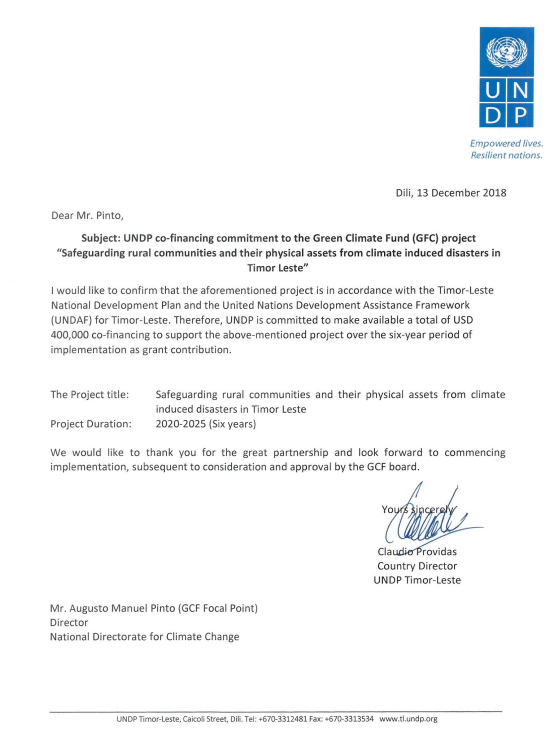 U N
D P
Empowered lives.
Resilient nations.
Dili, 13 December 2018
Dear Mr. Pinto,
Subject: UNDP co-financing commitment to the Green Climate Fund (GFC) project
“Safeguarding rural communities and their physical assets from climate induced disasters in
Timor Leste”
I would like to confirm that the aforementioned project is in accordance with the Timor-Leste
National Development Plan and the United Nations Development Assistance Framework
(UNDAF) for Timor-Leste. Therefore, UNDP is committed to make available a total of USD
400,000 co-financing to support the above-mentioned project over the six-year period of
implementation as grant contribution.
The Project title: Safeguarding rural communities and their physical assets from climate
induced disasters in Timor Leste
Project Duration: 2020-2025 (Six years)
We would like to thank you for the great partnership and look forward to commencing
implementation, subsequent to consideration and approval by the GCF board.
Yours sincerely
Claudio Providas
Country Director
UNDP Timor-Leste
Mr. Augusto Manuel Pinto (GCF Focal Point)
Director
National Directorate for Climate Change
UNDP Timor-Leste, Caicoli Street, Dili. Tel: +670-3312481 Fax: +670-3313534 www.tl.undp.org